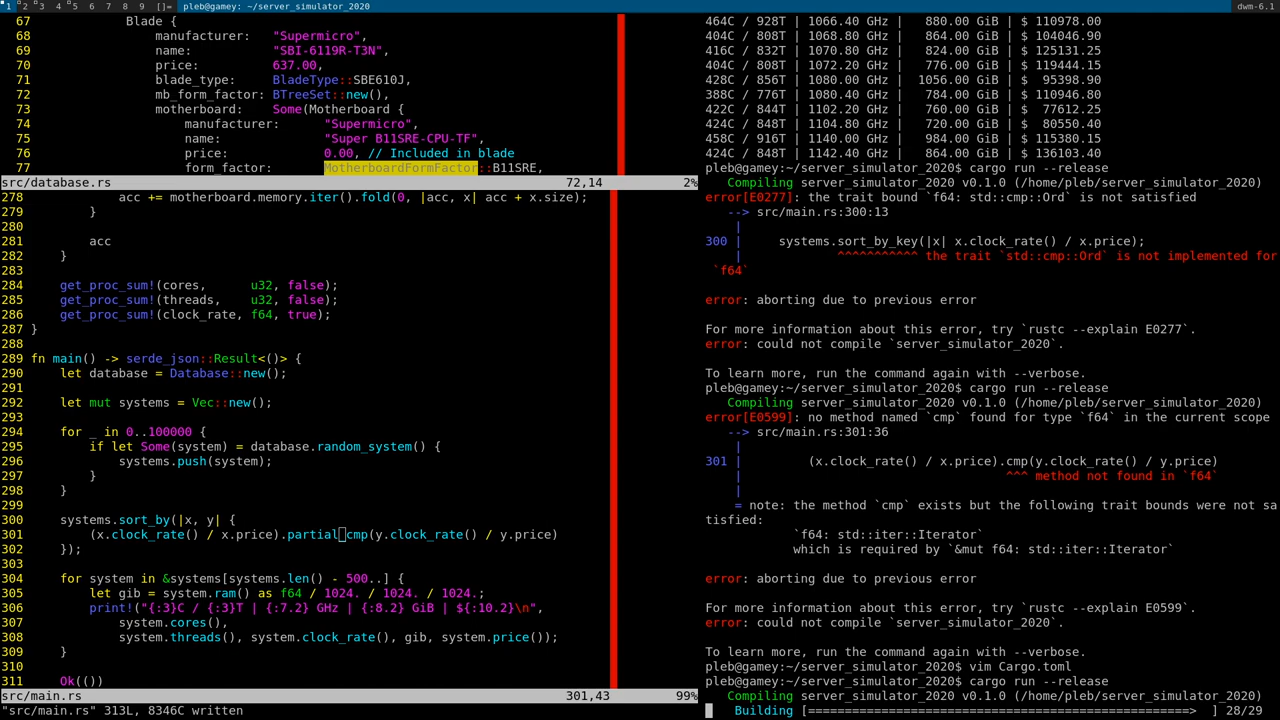 1 2 3 4 5 6 7 8 9 []= pleb@gamey: ~/server_simulator_2020 dwm-6.1
67 Blade {
68 manufacturer: "Supermicro",
69 name: "SBI-6119R-T3N",
70 price: 637.00,
71 blade_type: BladeType::SBE610J,
72 mb_form_factor: BTreeSet::new(),
73 motherboard: Some(Motherboard {
74 manufacturer: "Supermicro",
75 name: "Super B11SRE-CPU-TF",
76 price: 0.00, // Included in blade
77 form_factor: MotherboardFormFactor::B11SRE,
src/database.rs 72,14 2%
278 acc += motherboard.memory.iter().fold(0, |acc, x| acc + x.size);
279 }
280
281 acc
282 }
283
284 get_proc_sum!(cores, u32, false);
285 get_proc_sum!(threads, u32, false);
286 get_proc_sum!(clock_rate, f64, true);
287 }
288
289 fn main() -> serde_json::Result<()> {
290 let database = Database::new();
291
292 let mut systems = Vec::new();
293
294 for _ in 0..100000 {
295 if let Some(system) = database.random_system() {
296 systems.push(system);
297 }
298 }
299
300 systems.sort_by(|x, y| {
301 (x.clock_rate() / x.price).partial_cmp(y.clock_rate() / y.price)
302 });
303
304 for system in &systems[systems.len() - 500..] {
305 let gib = system.ram() as f64 / 1024. / 1024. / 1024.;
306 print!("{:3}C / {:3}T | {:7.2} GHz | {:8.2} GiB | ${:10.2}\n",
307 system.cores(),
308 system.threads(), system.clock_rate(), gib, system.price());
309 }
310
311 Ok(())
src/main.rs 301,43 99%
"src/main.rs" 313L, 8346C written
464C / 928T | 1066.40 GHz | 880.00 GiB | $ 110978.00
404C / 808T | 1068.80 GHz | 864.00 GiB | $ 104046.90
416C / 832T | 1070.80 GHz | 824.00 GiB | $ 125131.25
404C / 808T | 1072.20 GHz | 776.00 GiB | $ 119444.15
428C / 856T | 1080.00 GHz | 1056.00 GiB | $ 95398.90
388C / 776T | 1080.40 GHz | 784.00 GiB | $ 110946.80
422C / 844T | 1102.20 GHz | 760.00 GiB | $ 77612.25
424C / 848T | 1104.80 GHz | 720.00 GiB | $ 80550.40
458C / 916T | 1140.00 GHz | 984.00 GiB | $ 115380.15
424C / 848T | 1142.40 GHz | 864.00 GiB | $ 136103.40
pleb@gamey:~/server_simulator_2020$ cargo run --release
Compiling server_simulator_2020 v0.1.0 (/home/pleb/server_simulator_2020)
error[E0277]: the trait bound `f64: std::cmp::Ord` is not satisfied
--> src/main.rs:300:13
|
300 | systems.sort_by_key(|x| x.clock_rate() / x.price);
| ^^^^^^^^^^^ the trait `std::cmp::Ord` is not implemented for
`f64`

error: aborting due to previous error

For more information about this error, try `rustc --explain E0277`.
error: could not compile `server_simulator_2020`.

To learn more, run the command again with --verbose.
pleb@gamey:~/server_simulator_2020$ cargo run --release
Compiling server_simulator_2020 v0.1.0 (/home/pleb/server_simulator_2020)
error[E0599]: no method named `cmp` found for type `f64` in the current scope
--> src/main.rs:301:36
|
301 | (x.clock_rate() / x.price).cmp(y.clock_rate() / y.price)
| ^^^ method not found in `f64`
|
= note: the method `cmp` exists but the following trait bounds were not sa
tisfied:
`f64: std::iter::Iterator`
which is required by `&mut f64: std::iter::Iterator`

error: aborting due to previous error

For more information about this error, try `rustc --explain E0599`.
error: could not compile `server_simulator_2020`.

To learn more, run the command again with --verbose.
pleb@gamey:~/server_simulator_2020$ vim Cargo.toml
pleb@gamey:~/server_simulator_2020$ cargo run --release
Compiling server_simulator_2020 v0.1.0 (/home/pleb/server_simulator_2020)
Building [====================================================> ] 28/29